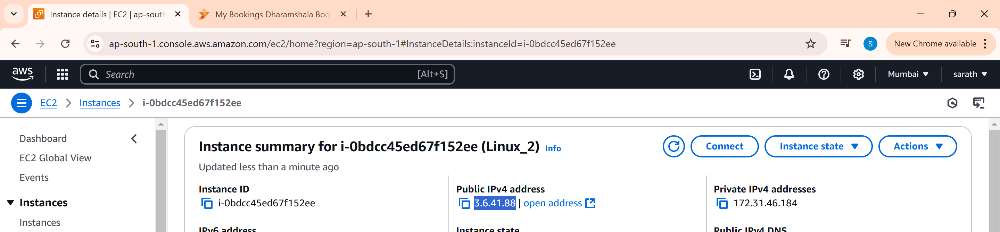 Instance details | EC2 | ap-south
My Bookings Dharamshala Boo
ap-south-1.console.aws.amazon.com/ec2/home?region=ap-south-1#InstanceDetails:instanceId=i-0bdcc45ed67f152ee
S
New Chrome available
aws
Search
[Alt+S]
Mumbai
sarath
EC2
Instances
i-0bdcc45ed67f152ee
Dashboard
EC2 Global View
Events
Instances
Instances
Instance summary for i-0bdcc45ed67f152ee (Linux_2) Info
Connect
Instance state
Actions
Updated less than a minute ago
Instance ID
i-0bdcc45ed67f152ee
Public IPv4 address
3.6.41.88 | open address
Private IPv4 addresses
172.31.46.184
IPv6 address
Instance state
Public IPv4 DNS